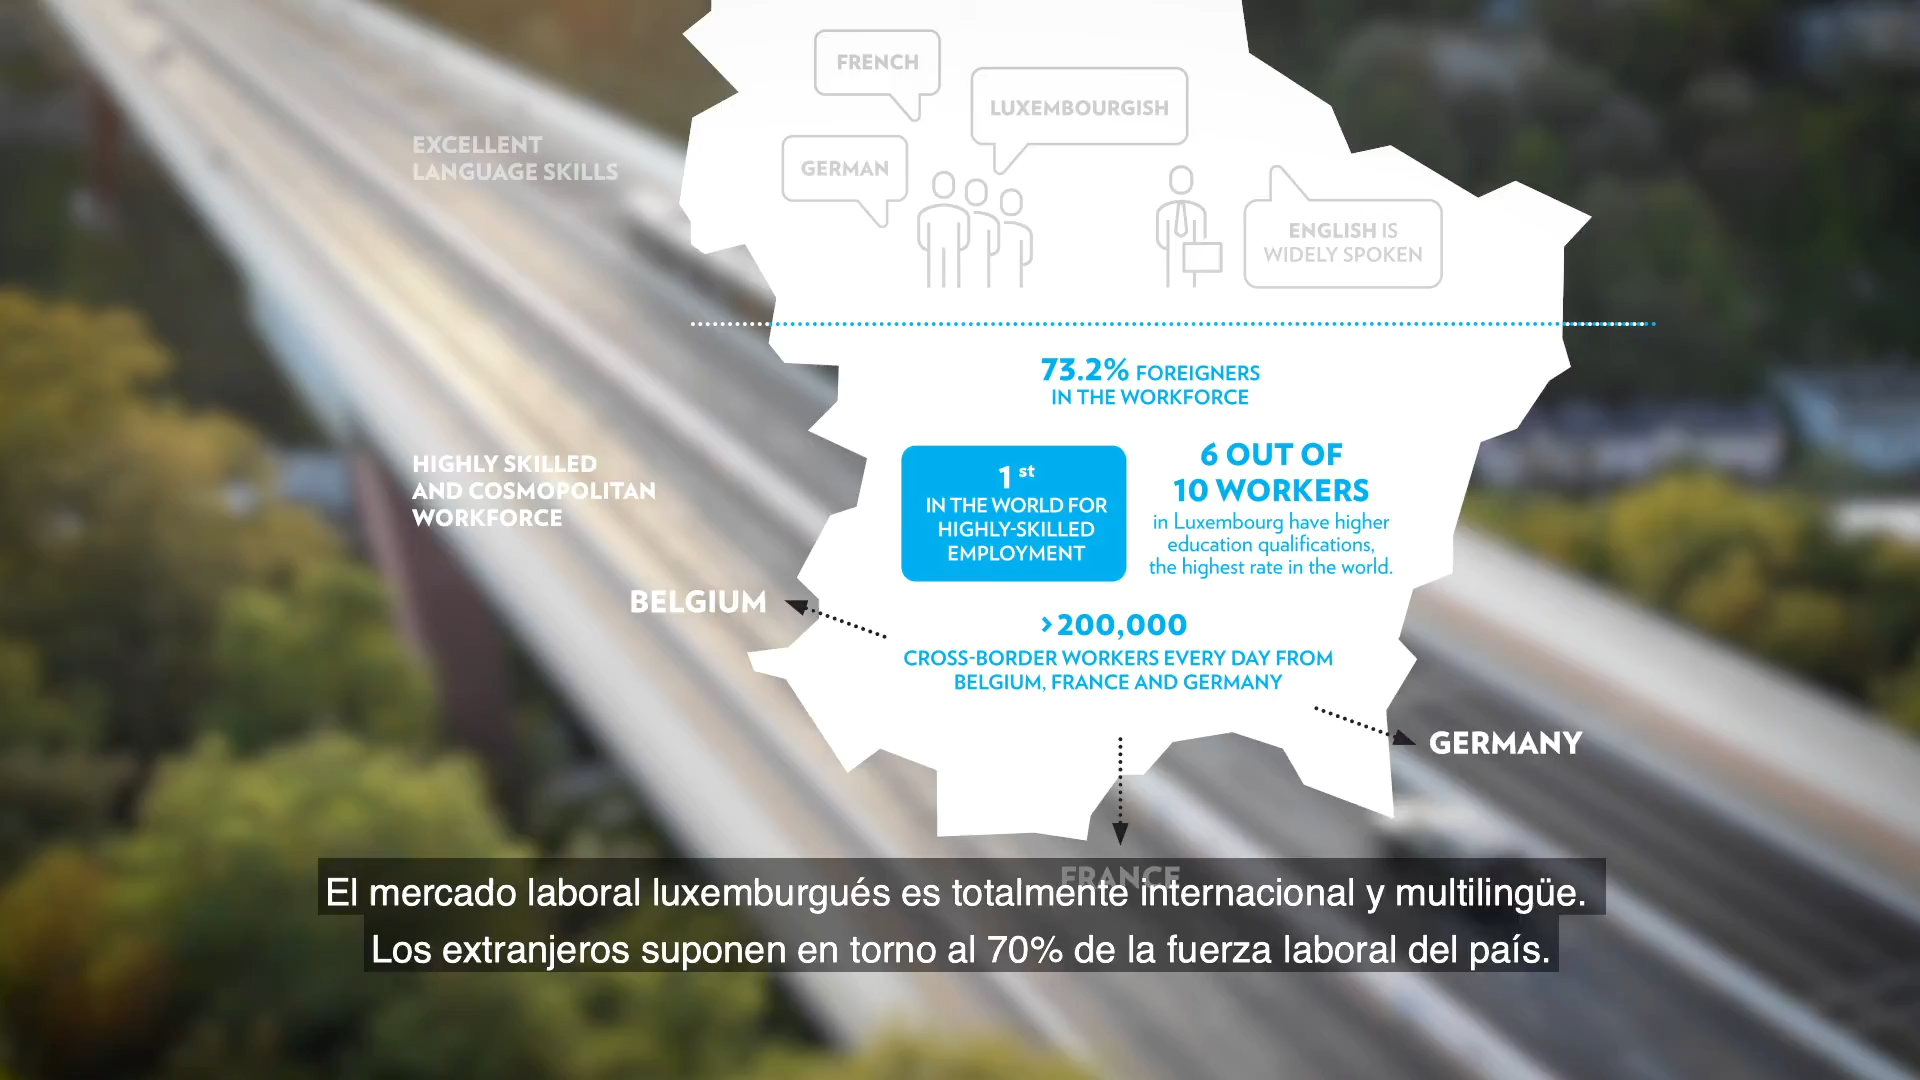 FRENCH
LUXEMBOURGISH
EXCELLENT
LANGUAGE SKILLS
GERMAN
ENGLISH IS
WIDELY SPOKEN
73.2% FOREIGNERS
IN THE WORKFORCE
HIGHLY SKILLED
AND COSMOPOLITAN
WORKFORCE
1st
IN THE WORLD FOR
HIGHLY-SKILLED
EMPLOYMENT
6 OUT OF
10 WORKERS
in Luxembourg have higher
education qualifications,
the highest rate in the world.
BELGIUM
>200,000
CROSS-BORDER WORKERS EVERY DAY FROM
BELGIUM, FRANCE AND GERMANY
GERMANY
FRANCE
El mercado laboral luxemburgués es totalmente internacional y multilingüe.
Los extranjeros suponen en torno al 70% de la fuerza laboral del país.